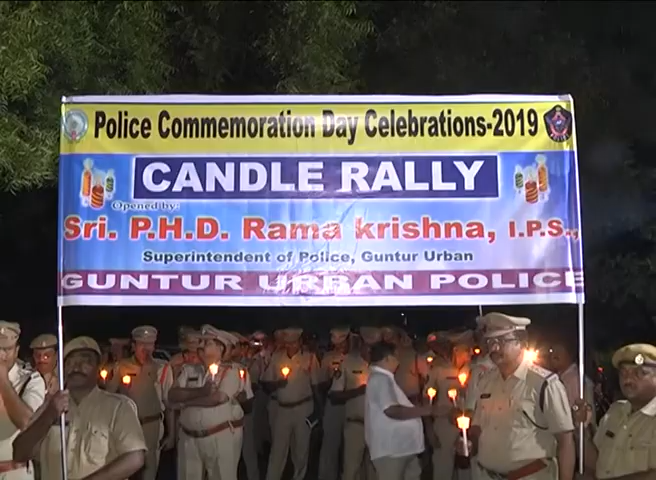 Police Commemoration Day Celebrations-2019
CANDLE RALLY
Opened by:
Sri. P.H.D. Rama krishna, I.P.S.,
Superintendent of Police, Guntur Urban
GUNTUR URBAN POLICE